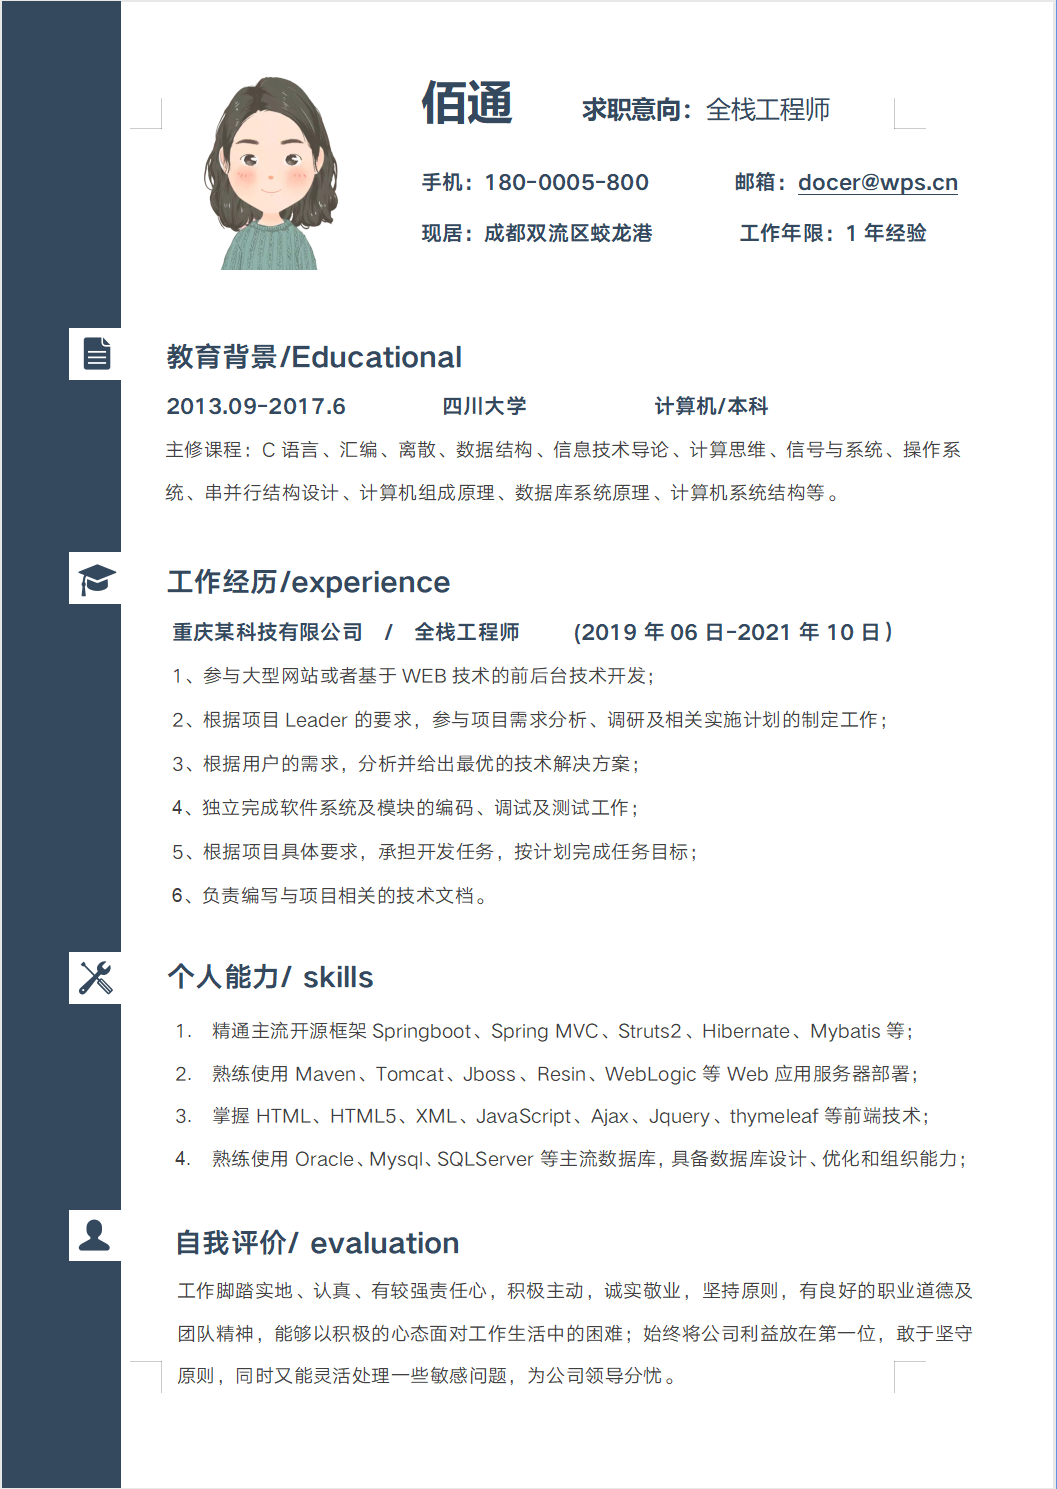 佰通 求职意向：全栈工程师
手机：180-0005-800 邮箱：docer@wps.cn
现居：成都双流区蛟龙港 工作年限：1 年经验
教育背景/Educational
2013.09-2017.6 四川大学 计算机/本科
主修课程：C 语言、汇编、离散、数据结构、信息技术导论、计算思维、信号与系统、操作系
统、串并行结构设计、计算机组成原理、数据库系统原理、计算机系统结构等。
工作经历/experience
重庆某科技有限公司 / 全栈工程师 (2019 年 06 日-2021 年 10 日)
1、参与大型网站或者基于 WEB 技术的前后台技术开发；
2、根据项目 Leader 的要求，参与项目需求分析、调研及相关实施计划的制定工作；
3、根据用户的需求，分析并给出最优的技术解决方案；
4、独立完成软件系统及模块的编码、调试及测试工作；
5、根据项目具体要求，承担开发任务，按计划完成任务目标；
6、负责编写与项目相关的技术文档。
个人能力/ skills
1. 精通主流开源框架 Springboot、Spring MVC、Struts2、Hibernate、Mybatis 等；
2. 熟练使用 Maven、Tomcat、Jboss、Resin、WebLogic 等 Web 应用服务器部署；
3. 掌握 HTML、HTML5、XML、JavaScript、Ajax、Jquery、thymeleaf 等前端技术；
4. 熟练使用 Oracle、Mysql、SQLServer 等主流数据库，具备数据库设计、优化和组织能力；
自我评价/ evaluation
工作脚踏实地、认真、有较强责任心，积极主动，诚实敬业，坚持原则，有良好的职业道德及
团队精神，能够以积极的心态面对工作生活中的困难；始终将公司利益放在第一位，敢于坚守
原则，同时又能灵活处理一些敏感问题，为公司领导分忧。